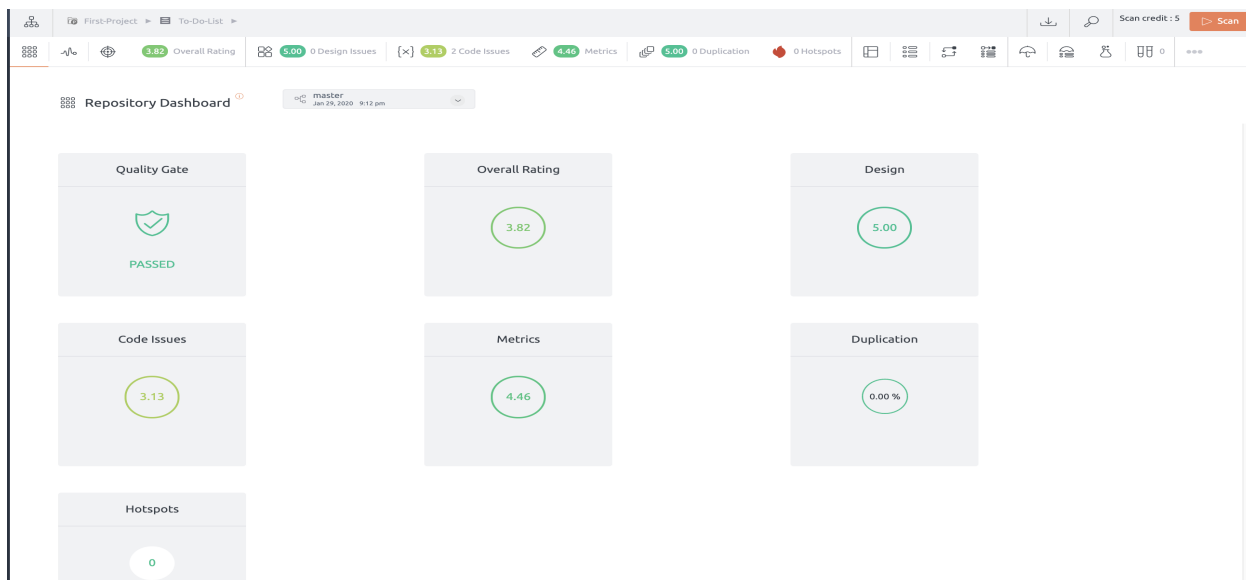 First-Project To-Do-List Scan credit : 5 Scan
3.82 Overall Rating 5.00 0 Design Issues {×} 3.13 2 Code Issues 4.46 Metrics 5.00 0 Duplication 0 Hotspots 0
Repository Dashboard
master
Jan 29, 2020 9:12 pm
Quality Gate Overall Rating Design
3.82 5.00
PASSED
Code Issues Metrics Duplication
3.13 4.46 0.00 %
Hotspots
0